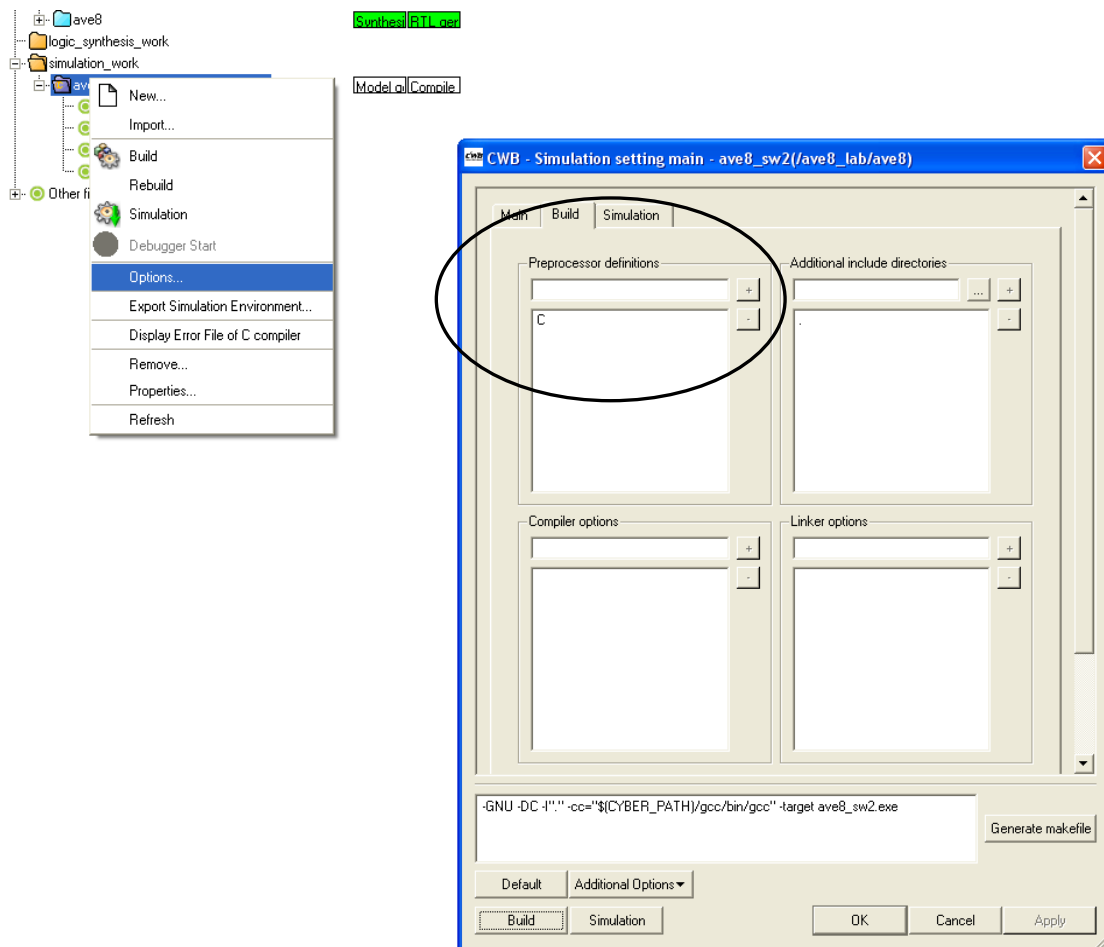 ave8
Synthesi RTL ger
logic_synthesis_work
simulation_work
Model Compile
New...
Import...
Build
Rebuild
Simulation
Debugger Start
Options...
Export Simulation Environment...
Display Error File of C compiler
Remove...
Properties...
Refresh
Other fi
CWB - Simulation setting main - ave8_sw2(/ave8_lab/ave8)
Main Build Simulation
Preprocessor definitions
+
C
-
Additional include directories
... +
.
-
Compiler options
+
-
Linker options
+
-
-GNU -DC -I"." -cc="$(CYBER_PATH)/gcc/bin/gcc" -target ave8_sw2.exe
Generate makefile
Default Additional Options
Build Simulation OK Cancel Apply